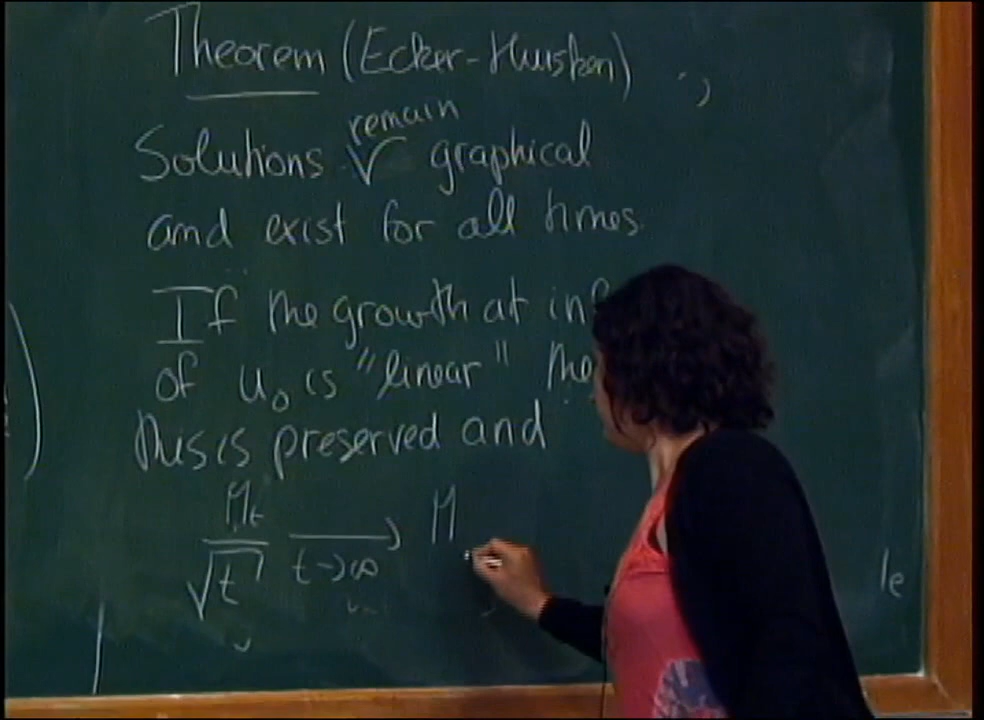 Theorem (Ecker-Huisken)
Solutions remain graphical
and exist for all times.
If the growth at inf
of u₀ is "linear" the
this is preserved and
M_t / √t → t→∞ M